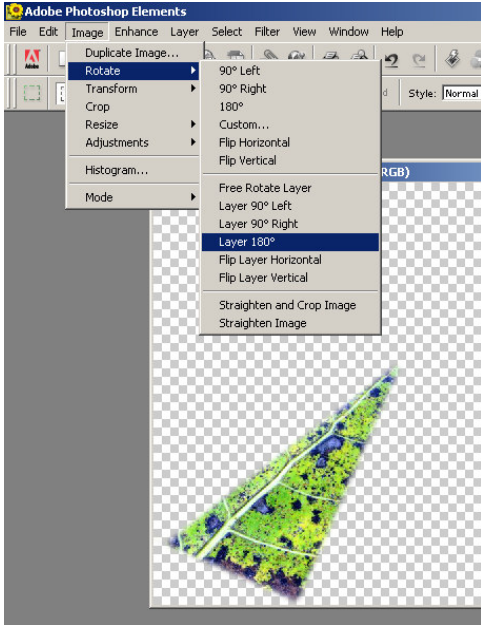 Adobe Photoshop Elements
File Edit Image Enhance Layer Select Filter View Window Help
Adobe
Style: Normal
Duplicate Image...
Rotate
Transform
Crop
Resize
Adjustments
Histogram...
Mode
90° Left
90° Right
180°
Custom...
Flip Horizontal
Flip Vertical
Free Rotate Layer
Layer 90° Left
Layer 90° Right
Layer 180°
Flip Layer Horizontal
Flip Layer Vertical
Straighten and Crop Image
Straighten Image
RGB)